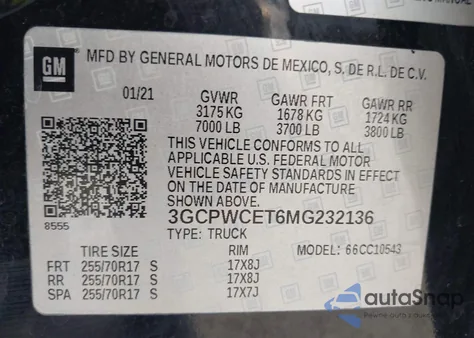 GM
MFD BY GENERAL MOTORS DE MEXICO, S. DE R.L. DE C.V.
01/21 GVWR GAWR FRT GAWR RR
3175 KG 1678 KG 1724 KG
7000 LB 3700 LB 3800 LB
THIS VEHICLE CONFORMS TO ALL
APPLICABLE U.S. FEDERAL MOTOR
VEHICLE SAFETY STANDARDS IN EFFECT
ON THE DATE OF MANUFACTURE
SHOWN ABOVE.
3GCPWCET6MG232136
8555
TYPE: TRUCK MODEL: 66CC10543
TIRE SIZE RIM
FRT 255/70R17 S 17X8J
RR 255/70R17 S 17X8J
SPA 255/70R17 S 17X7J
autoSnap